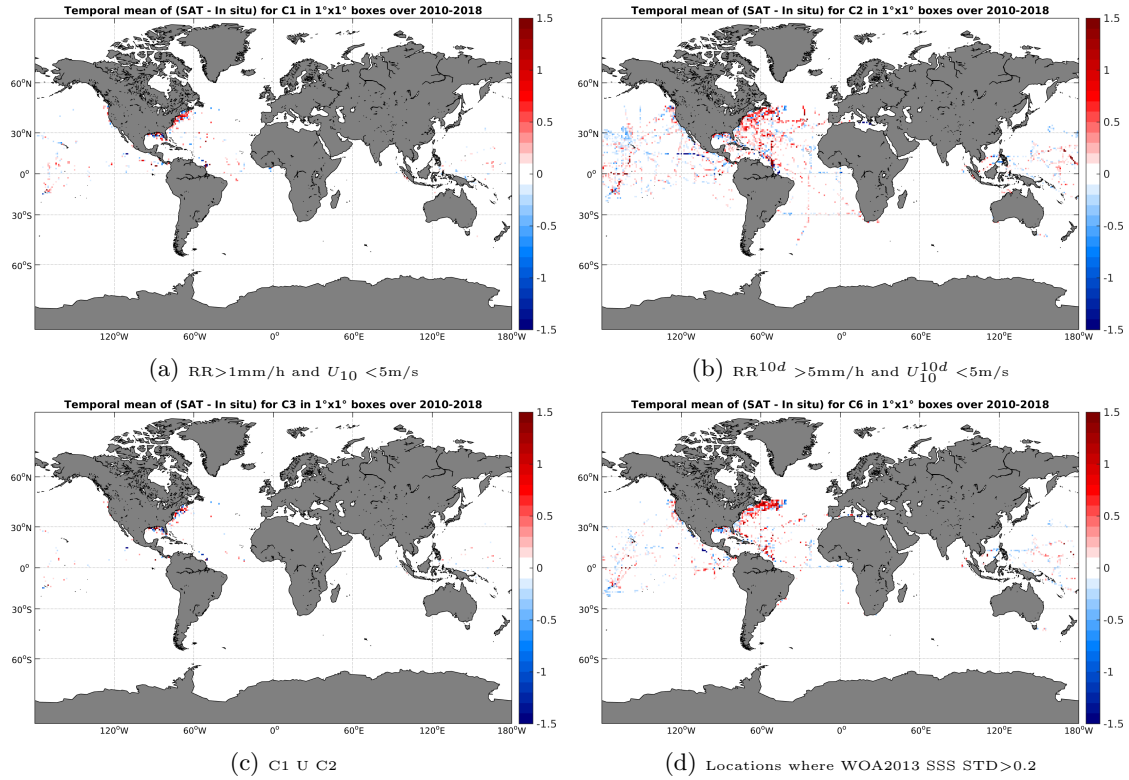 Temporal mean of (SAT - In situ) for C1 in 1°x1° boxes over 2010-2018
60°N
30°N
0°
30°S
60°S
120°W
60°W
0°
60°E
120°E
180°W
1.5
1
0.5
0
-0.5
-1
-1.5
(a) RR>1mm/h and U10 <5m/s
Temporal mean of (SAT - In situ) for C2 in 1°x1° boxes over 2010-2018
60°N
30°N
0°
30°S
60°S
120°W
60°W
0°
60°E
120°E
180°W
1.5
1
0.5
0
-0.5
-1
-1.5
(b) RR^10d >5mm/h and U10^10d <5m/s
Temporal mean of (SAT - In situ) for C3 in 1°x1° boxes over 2010-2018
60°N
30°N
0°
30°S
60°S
120°W
60°W
0°
60°E
120°E
180°W
1.5
1
0.5
0
-0.5
-1
-1.5
(c) C1 U C2
Temporal mean of (SAT - In situ) for C6 in 1°x1° boxes over 2010-2018
60°N
30°N
0°
30°S
60°S
120°W
60°W
0°
60°E
120°E
180°W
1.5
1
0.5
0
-0.5
-1
-1.5
(d) Locations where WOA2013 SSS STD>0.2